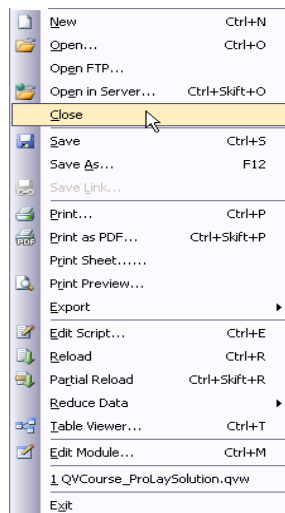 New Ctrl+N
Open... Ctrl+O
Open FTP...
Open in Server... Ctrl+Skift+O
Close
Save Ctrl+S
Save As... F12
Save Link...
Print... Ctrl+P
Print as PDF... Ctrl+Skift+P
Print Sheet......
Print Preview...
Export
Edit Script... Ctrl+E
Reload Ctrl+R
Partial Reload Ctrl+Skift+R
Reduce Data
Table Viewer... Ctrl+T
Edit Module... Ctrl+M
1 QVCourse_ProLaySolution.qvw
Exit